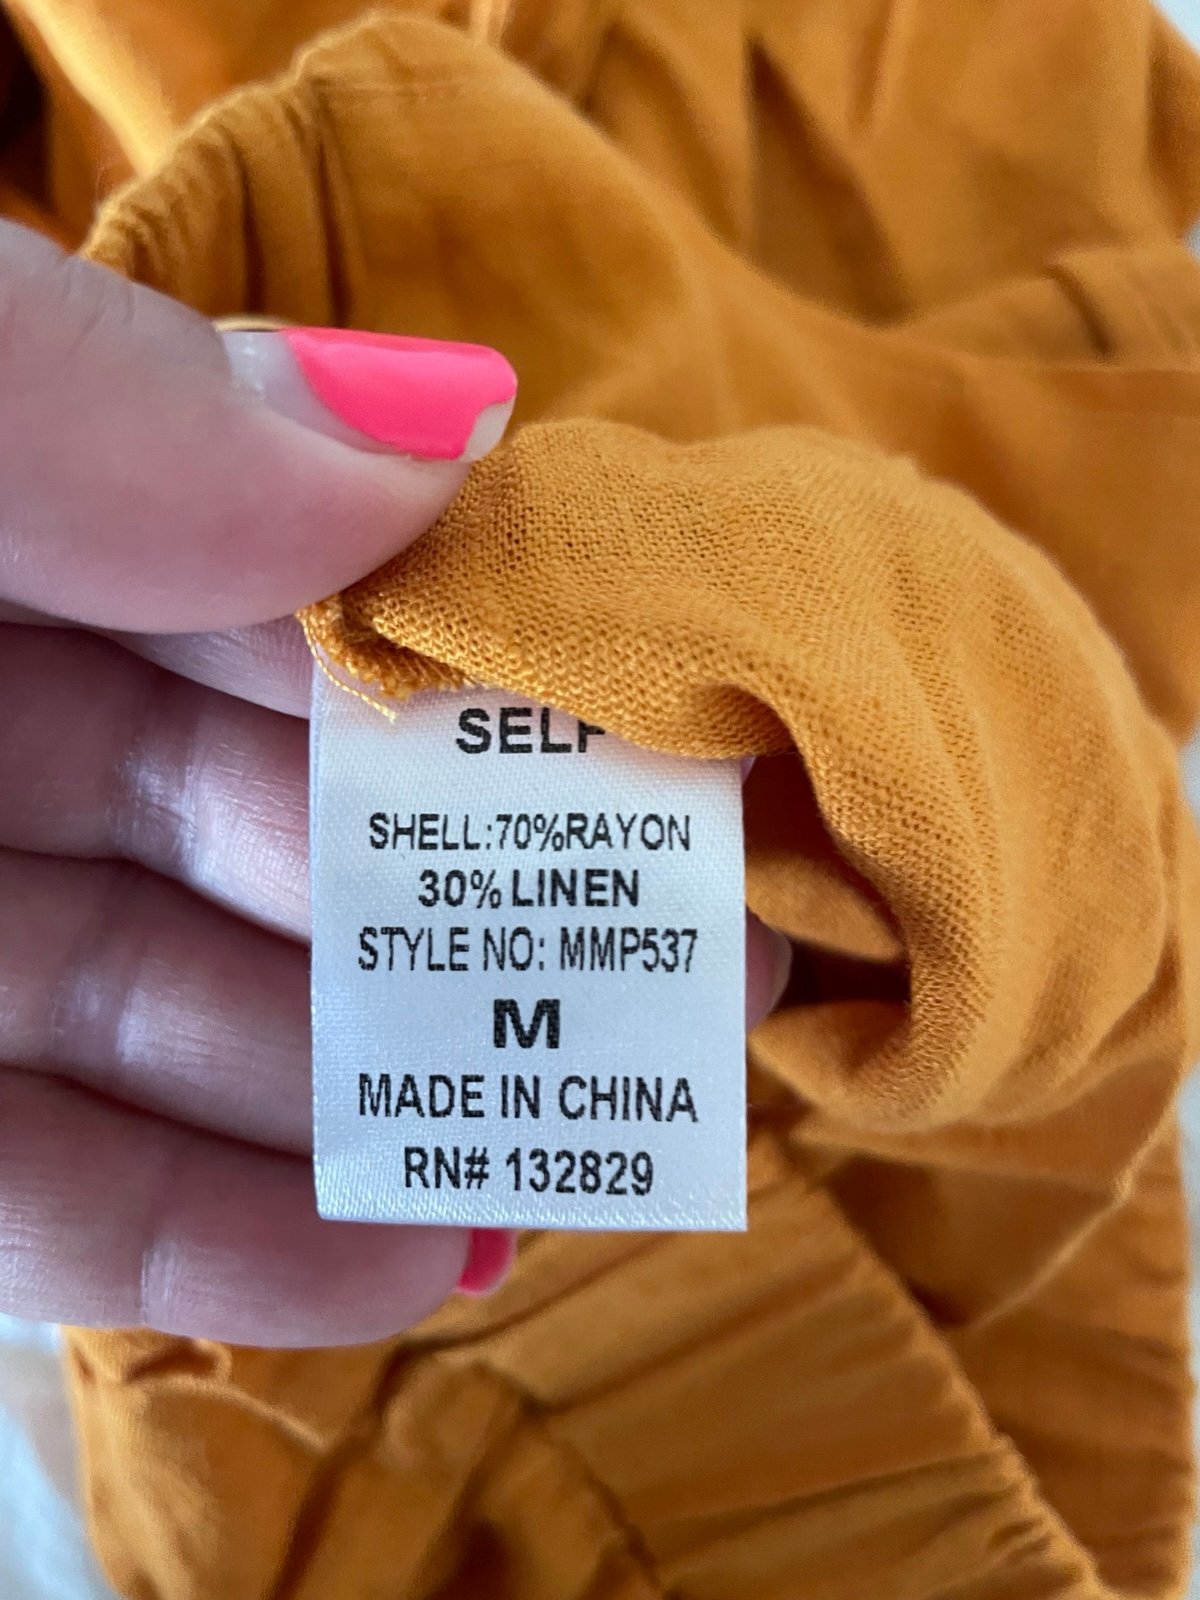 SELF
SHELL:70%RAYON
30% LINEN
STYLE NO: MMP537
M
MADE IN CHINA
RN# 132829